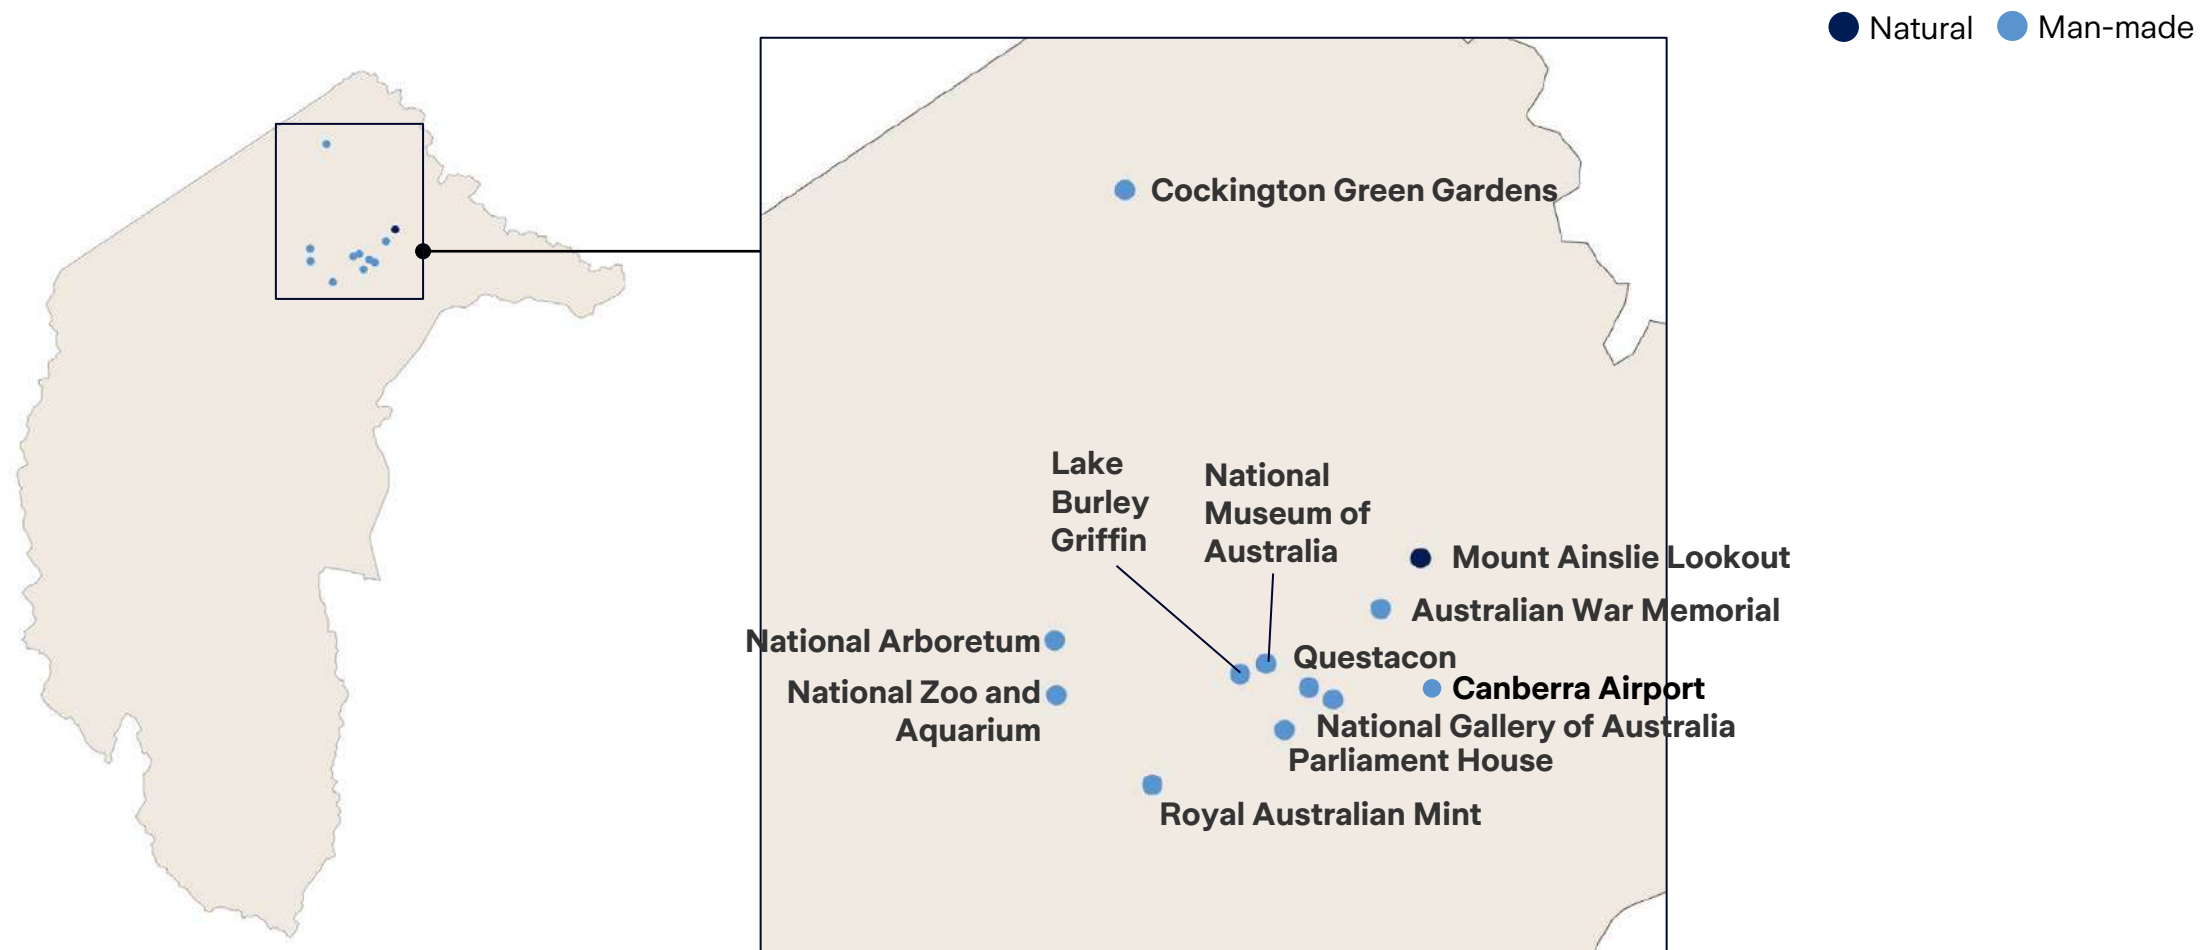 Natural
Man-made
Cockington Green Gardens
Lake
Burley
Griffin
National
Museum of
Australia
Mount Ainslie Lookout
Australian War Memorial
National Arboretum
Questacon
National Zoo and
Aquarium
Canberra Airport
National Gallery of Australia
Parliament House
Royal Australian Mint